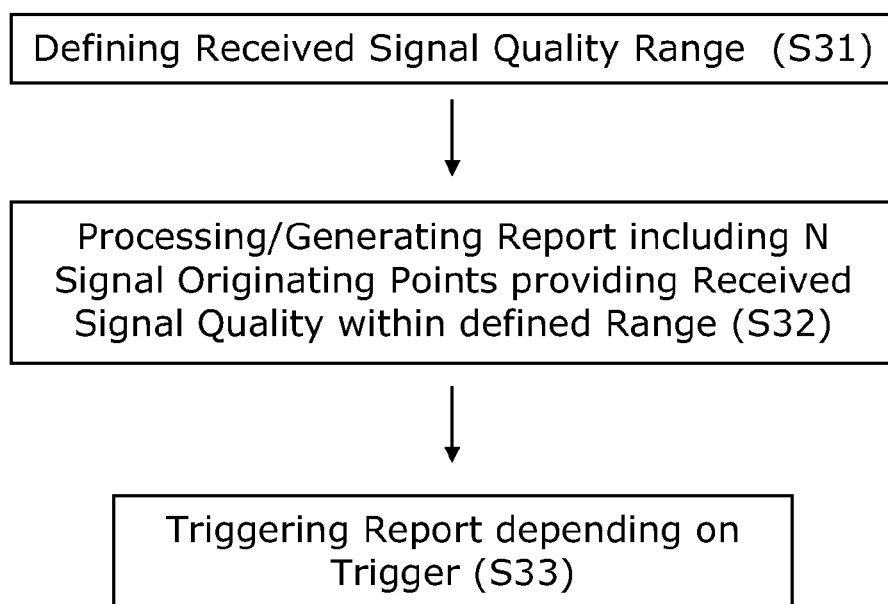 Defining Received Signal Quality Range (S31)
Processing/Generating Report including N
Signal Originating Points providing Received
Signal Quality within defined Range (S32)
Triggering Report depending on
Trigger (S33)